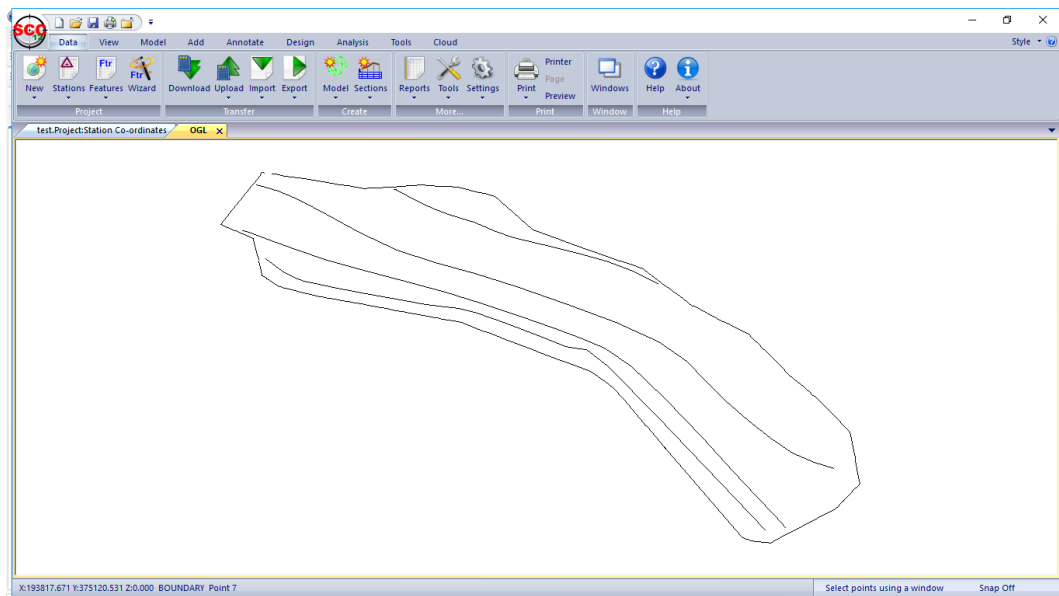 SCC
12
Data View Model Add Annotate Design Analysis Tools Cloud Style
New Stations Features Wizard Download Upload Import Export Model Sections Reports Tools Settings Print Printer Page Preview Windows Help About
Ftr
Ftr
Project Transfer Create More... Print Window Help
test.Project:Station Co-ordinates OGL x
X:193817.671 Y:375120.531 Z:0.000 BOUNDARY Point 7 Select points using a window Snap Off